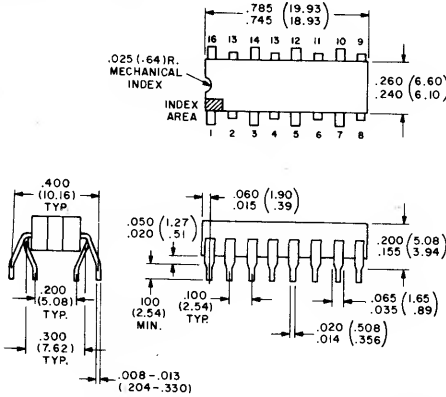 .785 (19.93)
.745 (18.93)
16 13 14 13 12 11 10 9
.025 (.64) R.
MECHANICAL
INDEX
INDEX
AREA
.260 (6.60)
.240 (6.10)
1 2 3 4 5 6 7 8
.400
(10.16)
TYP.
.060 (1.90)
.015 (.39)
.050 (1.27)
.020 (.51)
.200 (5.08)
.155 (3.94)
.200
(5.08)
TYP.
.100
(2.54)
MIN.
.100
(2.54)
TYP.
.065 (1.65)
.035 (.89)
.300
(7.62)
TYP.
.020 (.508)
.014 (.356)
.008-.013
(.204-.330)